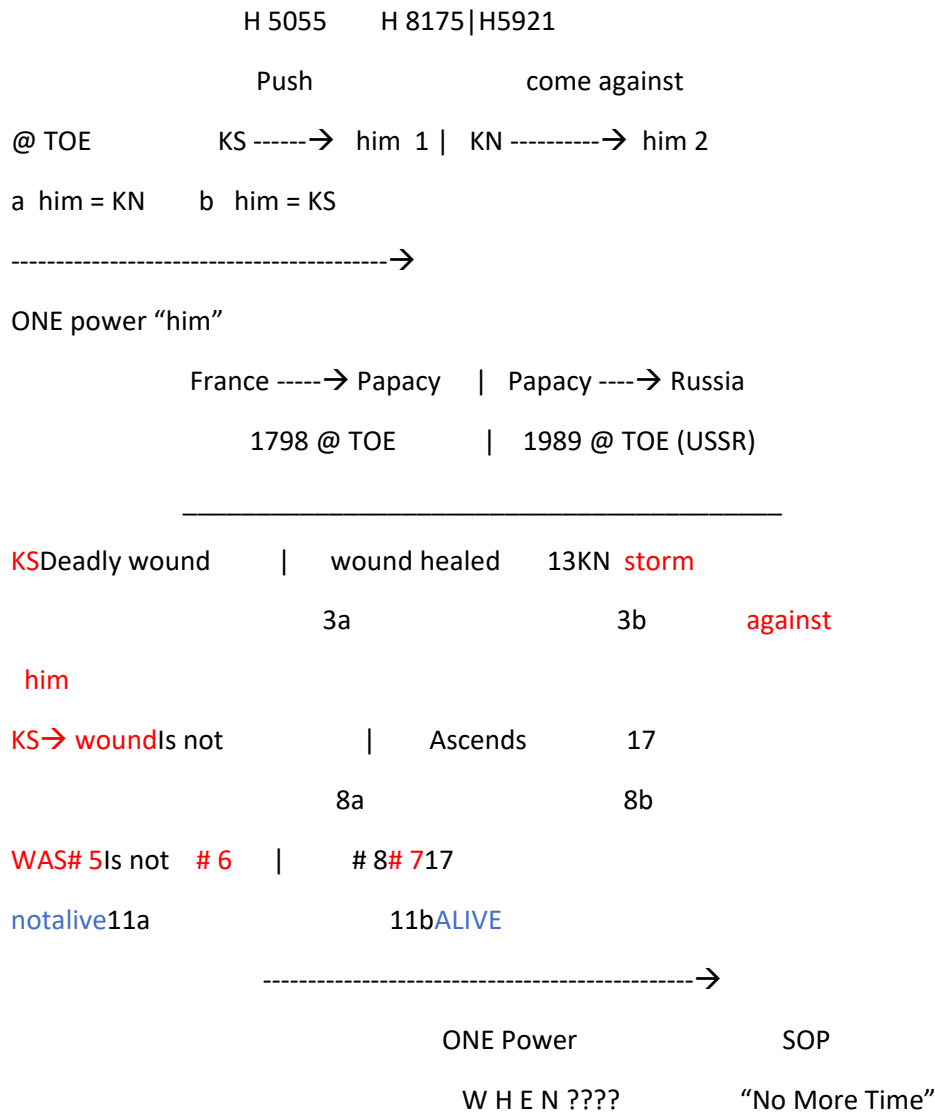 H 5055 H 8175|H5921
Push come against
@ TOE KS ------→ him 1 | KN ----------→ him 2
a him = KN b him = KS
------------------------------------------→
ONE power “him”
France -----→ Papacy | Papacy ----→ Russia
1798 @ TOE | 1989 @ TOE (USSR)
__________________________________________
KSDeadly wound | wound healed 13KN storm
3a 3b against
him
KS→ woundIs not | Ascends 17
8a 8b
WAS# 5Is not # 6 | # 8# 717
notalive11a 11bALIVE
------------------------------------------------→
ONE Power SOP
W H E N ???? “No More Time”